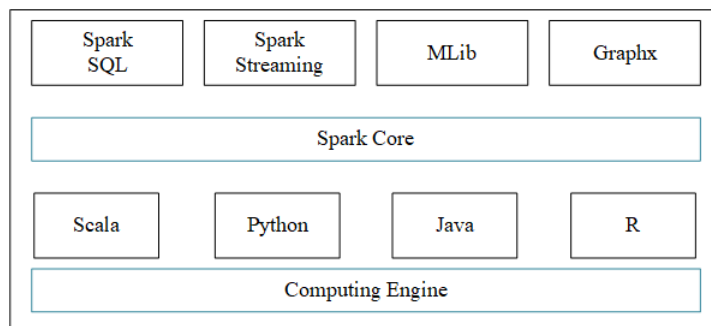 Spark
SQL
Spark
Streaming
MLib
Graphx
Spark Core
Scala
Python
Java
R
Computing Engine